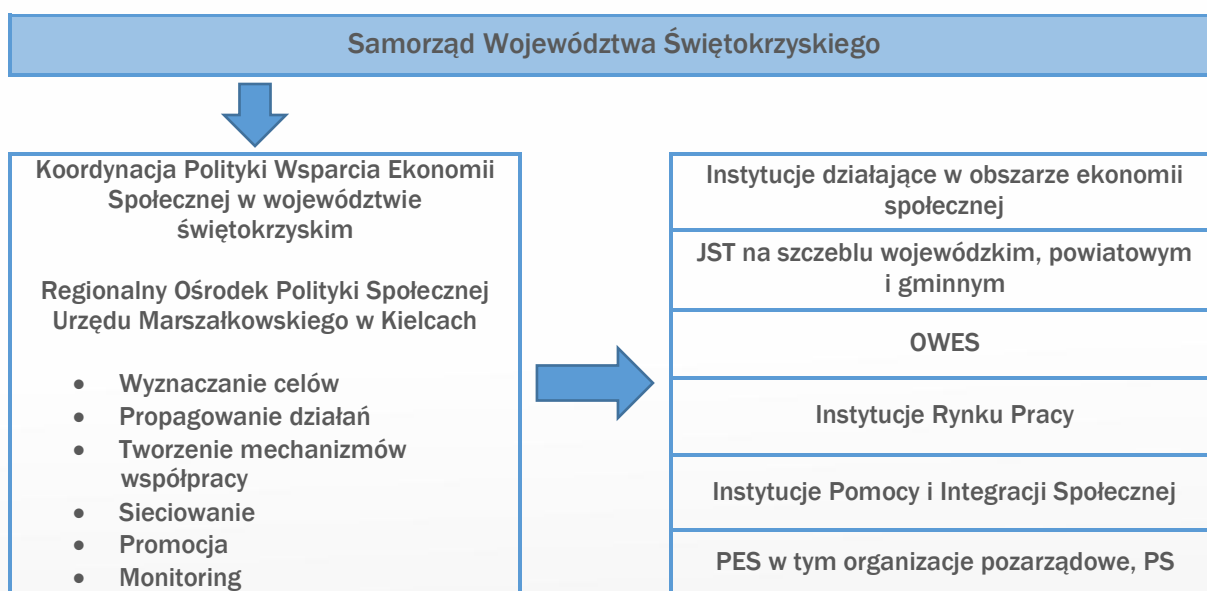 Samorząd Województwa Świętokrzyskiego
Koordynacja Polityki Wsparcia Ekonomii
Społecznej w województwie
świętokrzyskim
Regionalny Ośrodek Polityki Społecznej
Urzędu Marszałkowskiego w Kielcach
• Wyznaczanie celów
• Propagowanie działań
• Tworzenie mechanizmów
współpracy
• Sieciowanie
• Promocja
• Monitoring
Instytucje działające w obszarze ekonomii
społecznej
JST na szczeblu wojewódzkim, powiatowym
i gminnym
OWES
Instytucje Rynku Pracy
Instytucje Pomocy i Integracji Społecznej
PES w tym organizacje pozarządowe, PS